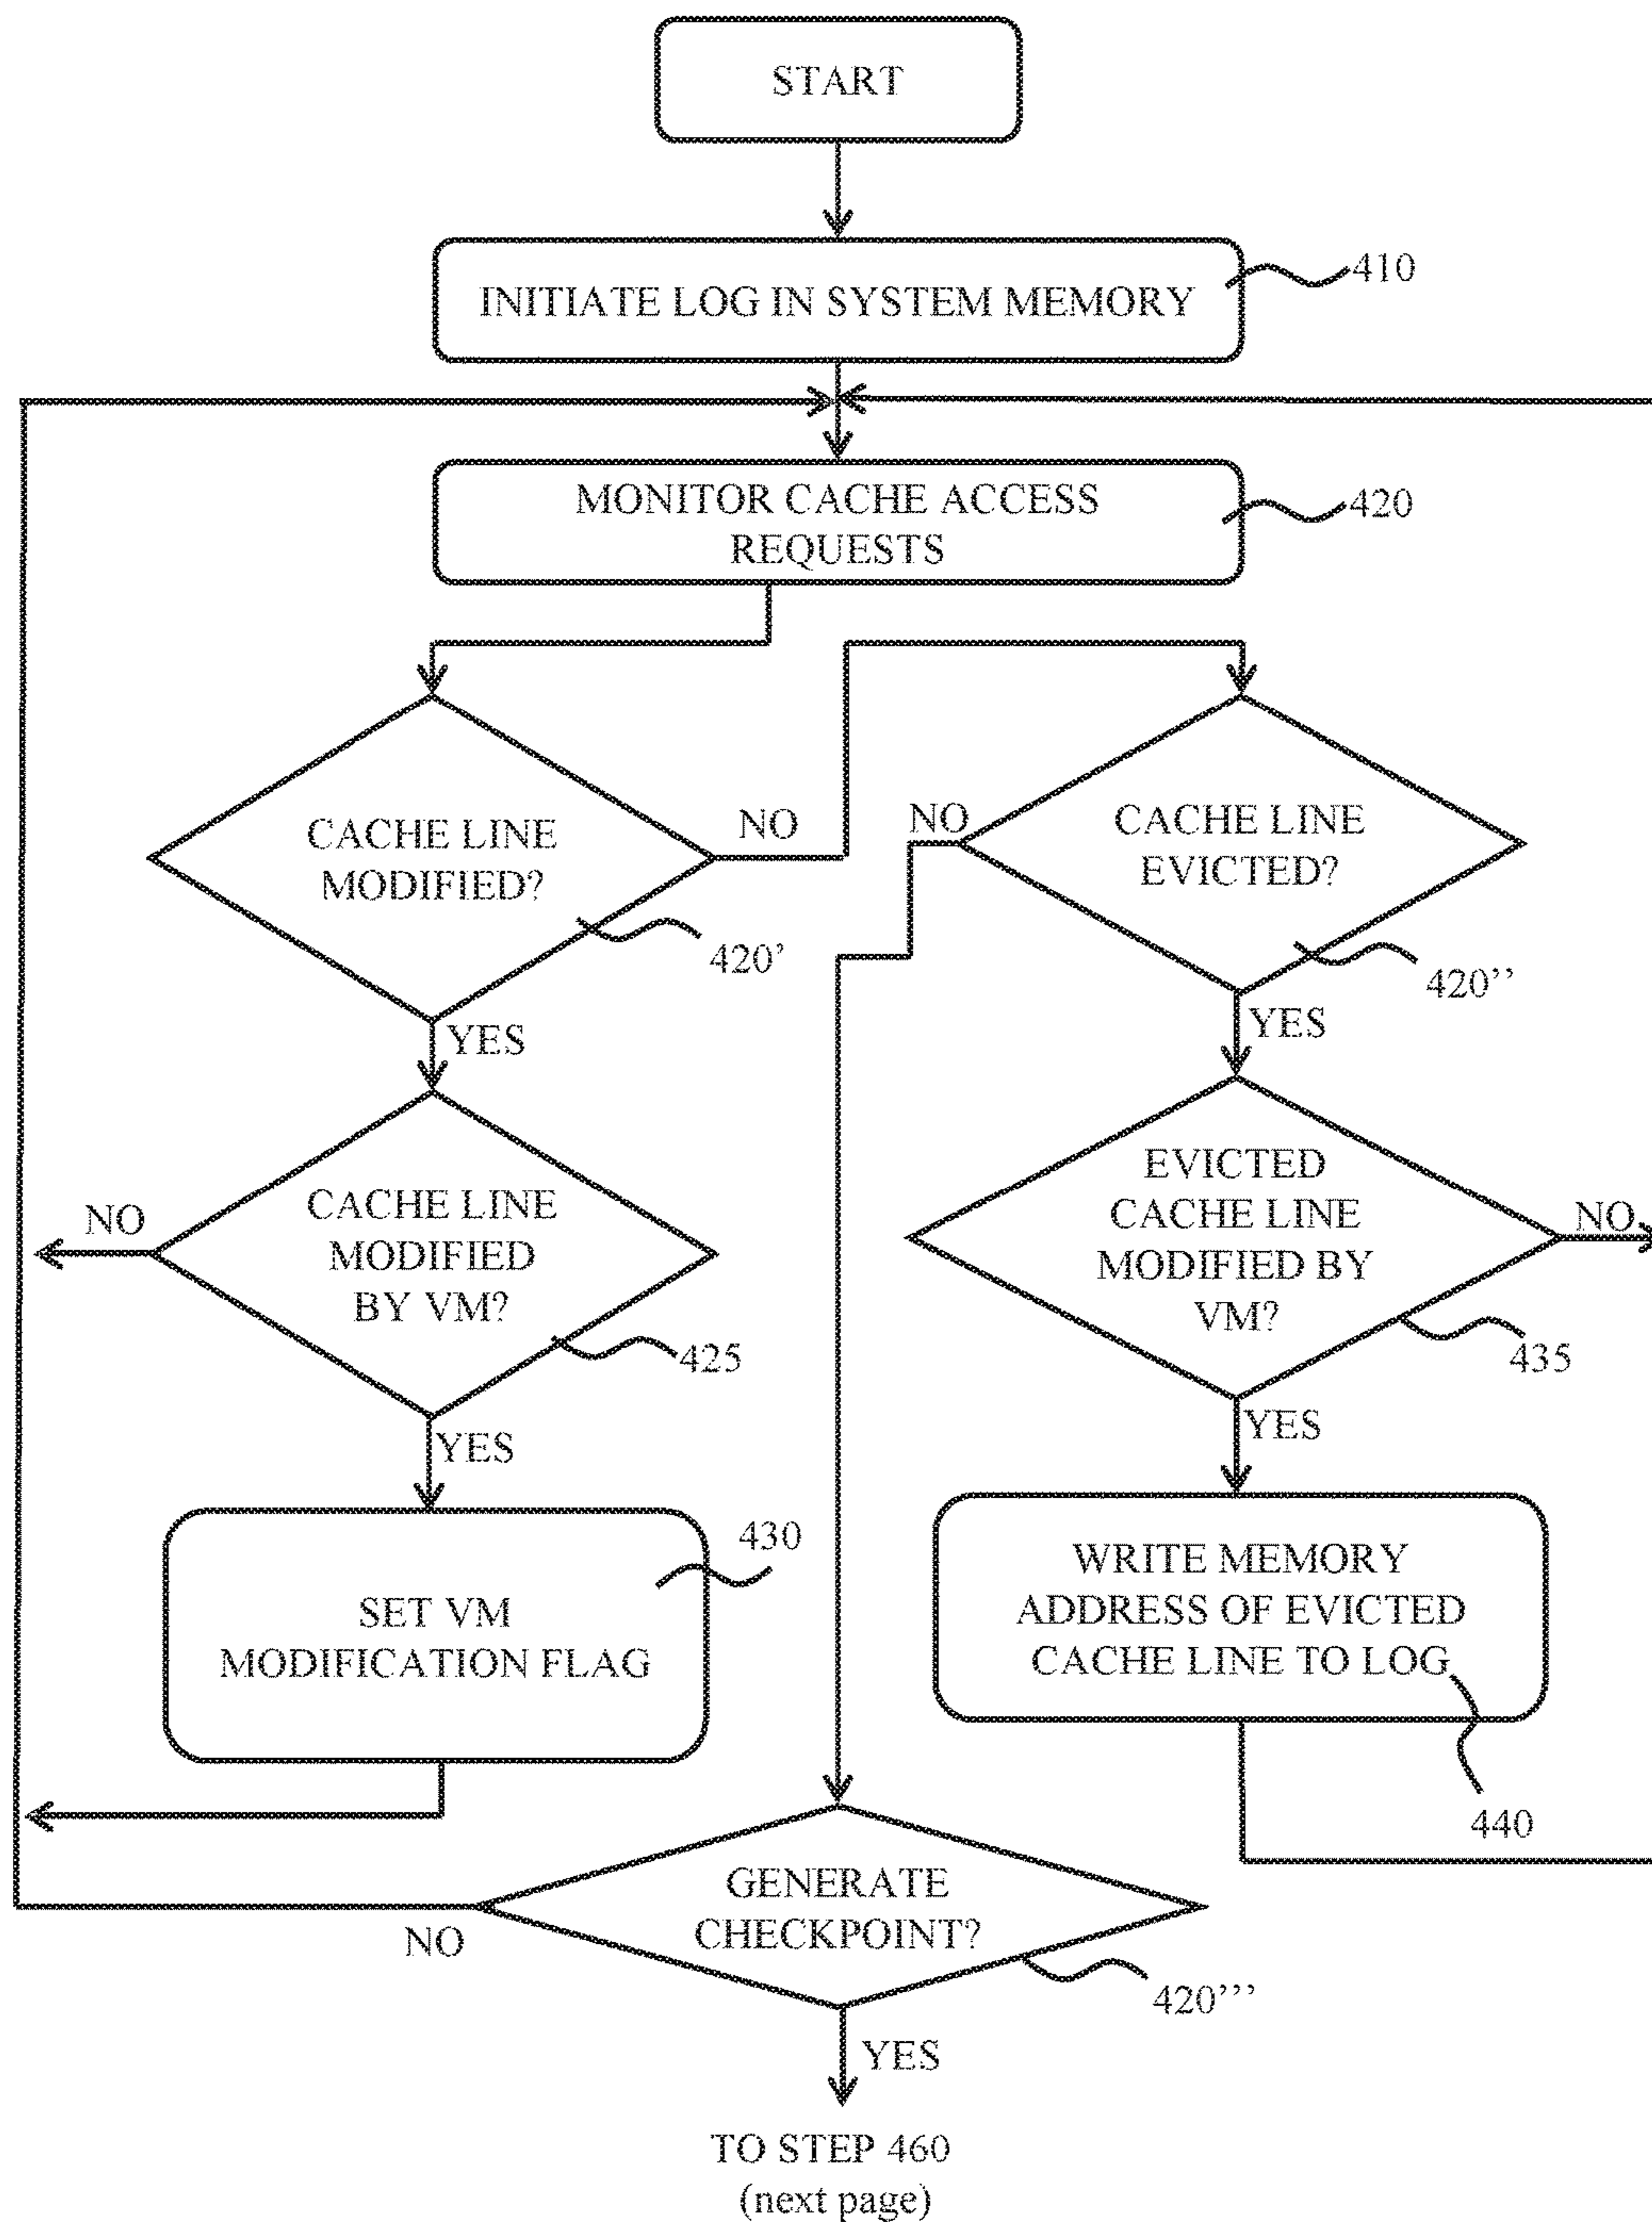 START
INITIATE LOG IN SYSTEM MEMORY
410
MONITOR CACHE ACCESS
REQUESTS
420
CACHE LINE
MODIFIED?
NO
420’
YES
NO
CACHE LINE
EVICTED?
420’’
YES
CACHE LINE
MODIFIED
BY VM?
NO
425
YES
EVICTED
CACHE LINE
MODIFIED BY
VM?
NO
435
YES
SET VM
MODIFICATION FLAG
430
WRITE MEMORY
ADDRESS OF EVICTED
CACHE LINE TO LOG
440
GENERATE
CHECKPOINT?
NO
420’’’
YES
TO STEP 460
(next page)